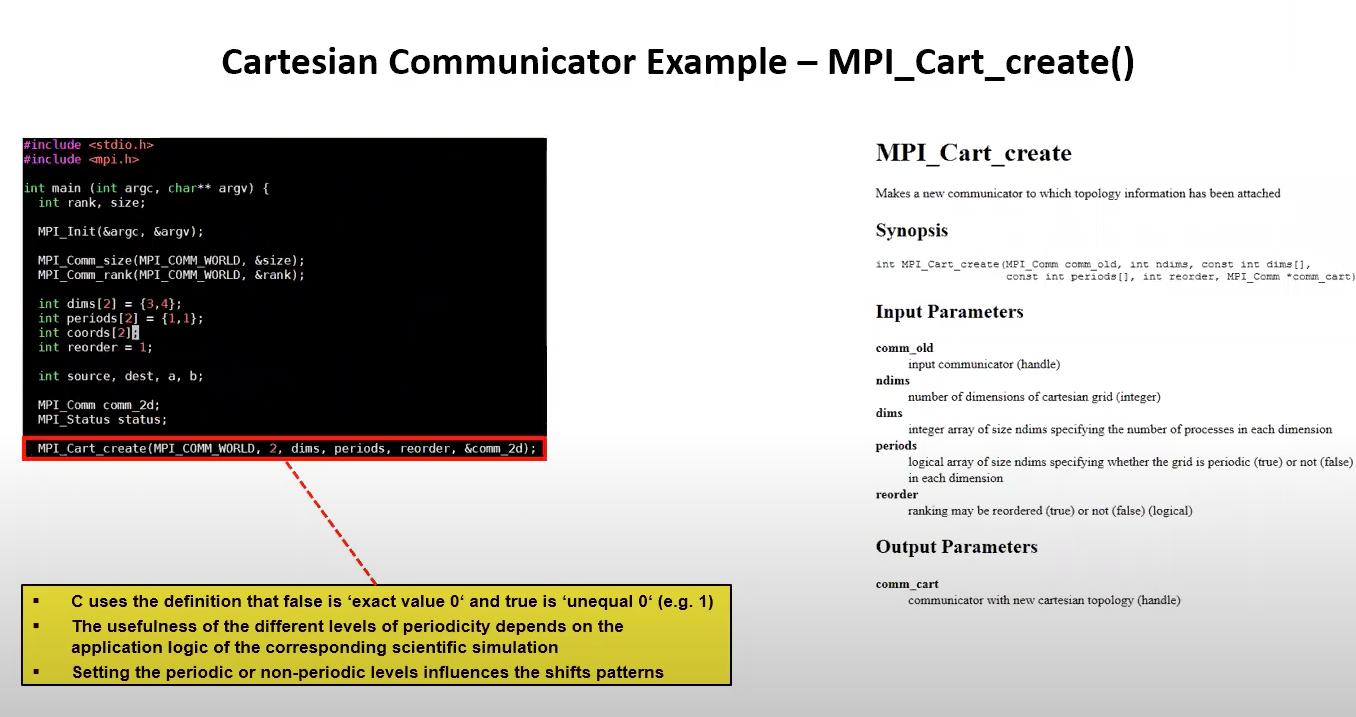 Cartesian Communicator Example – MPI_Cart_create()
#include <stdio.h>
#include <mpi.h>
int main (int argc, char** argv) {
int rank, size;
MPI_Init(&argc, &argv);
MPI_Comm_size(MPI_COMM_WORLD, &size);
MPI_Comm_rank(MPI_COMM_WORLD, &rank);
int dims[2] = {3,4};
int periods[2] = {1,1};
int coords[2];
int reorder = 1;
int source, dest, a, b;
MPI_Comm comm_2d;
MPI_Status status;
MPI_Cart_create(MPI_COMM_WORLD, 2, dims, periods, reorder, &comm_2d);
▪ C uses the definition that false is ‘exact value 0‘ and true is ‘unequal 0‘ (e.g. 1)
▪ The usefulness of the different levels of periodicity depends on the
application logic of the corresponding scientific simulation
▪ Setting the periodic or non-periodic levels influences the shifts patterns
MPI_Cart_create
Makes a new communicator to which topology information has been attached
Synopsis
int MPI_Cart_create(MPI_Comm comm_old, int ndims, const int dims[],
const int periods[], int reorder, MPI_Comm *comm_cart)
Input Parameters
comm_old
input communicator (handle)
ndims
number of dimensions of cartesian grid (integer)
dims
integer array of size ndims specifying the number of processes in each dimension
periods
logical array of size ndims specifying whether the grid is periodic (true) or not (false)
in each dimension
reorder
ranking may be reordered (true) or not (false) (logical)
Output Parameters
comm_cart
communicator with new cartesian topology (handle)